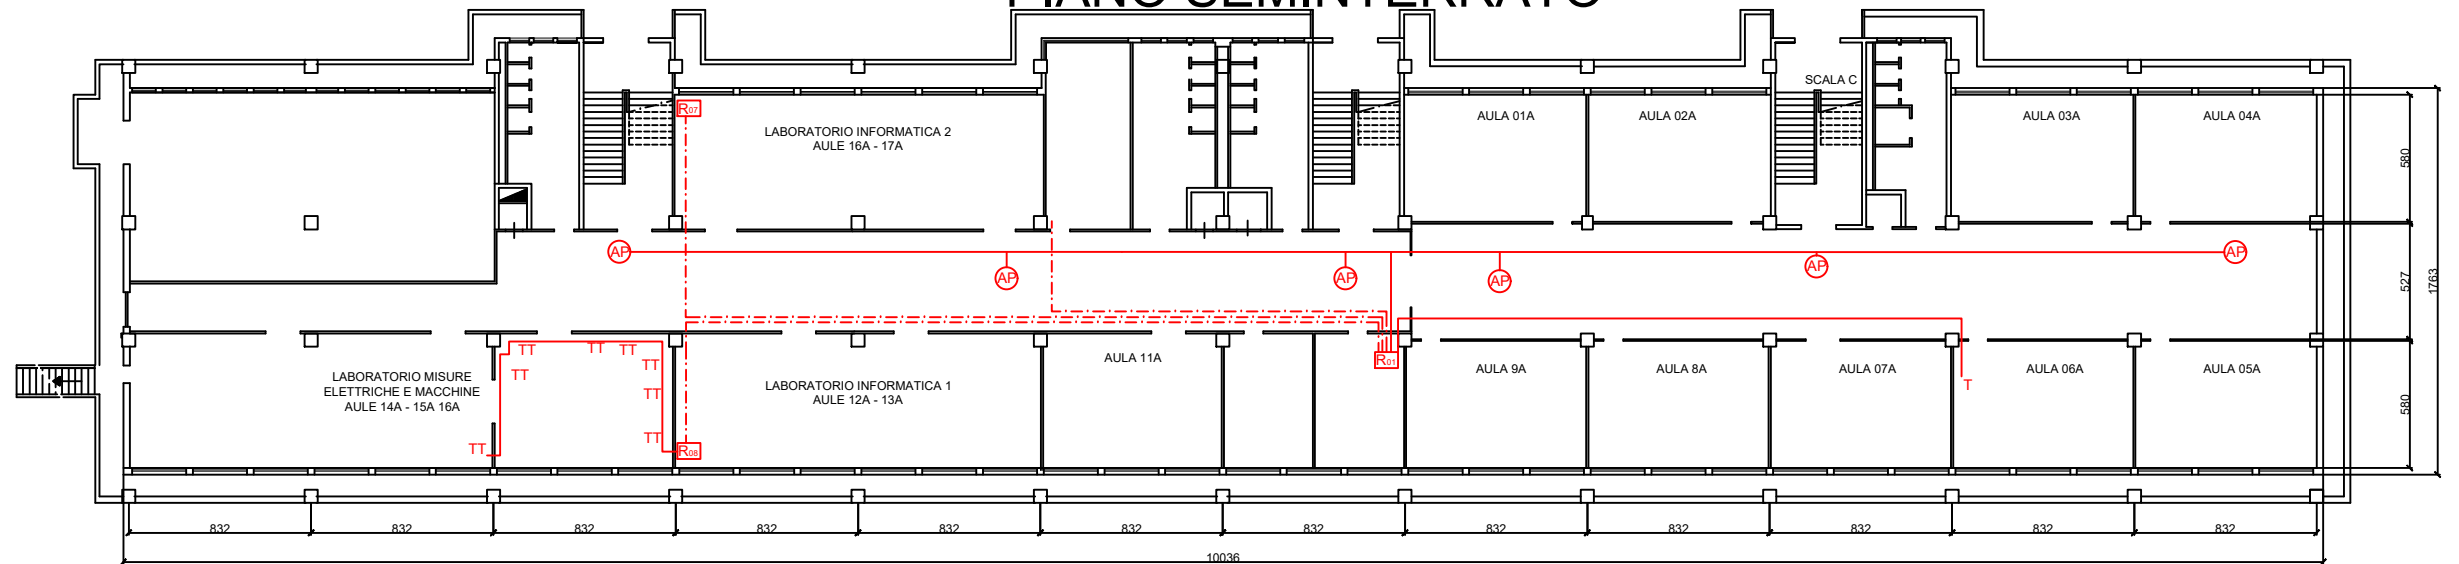 PIANO SEMINTERRATO
SCALA C
R07
LABORATORIO INFORMATICA 2
AULE 16A - 17A
AULA 01A
AULA 02A
AULA 03A
AULA 04A
580
AP
AP
AP
AP
AP
AP
527
1763
R01
TT
TT
TT
TT
TT
TT
TT
TT
LABORATORIO MISURE
ELETTRICHE E MACCHINE
AULE 14A - 15A 16A
LABORATORIO INFORMATICA 1
AULE 12A - 13A
AULA 11A
AULA 9A
AULA 8A
AULA 07A
T
AULA 06A
AULA 05A
580
R08
832
832
832
832
832
832
832
832
832
832
832
832
10036